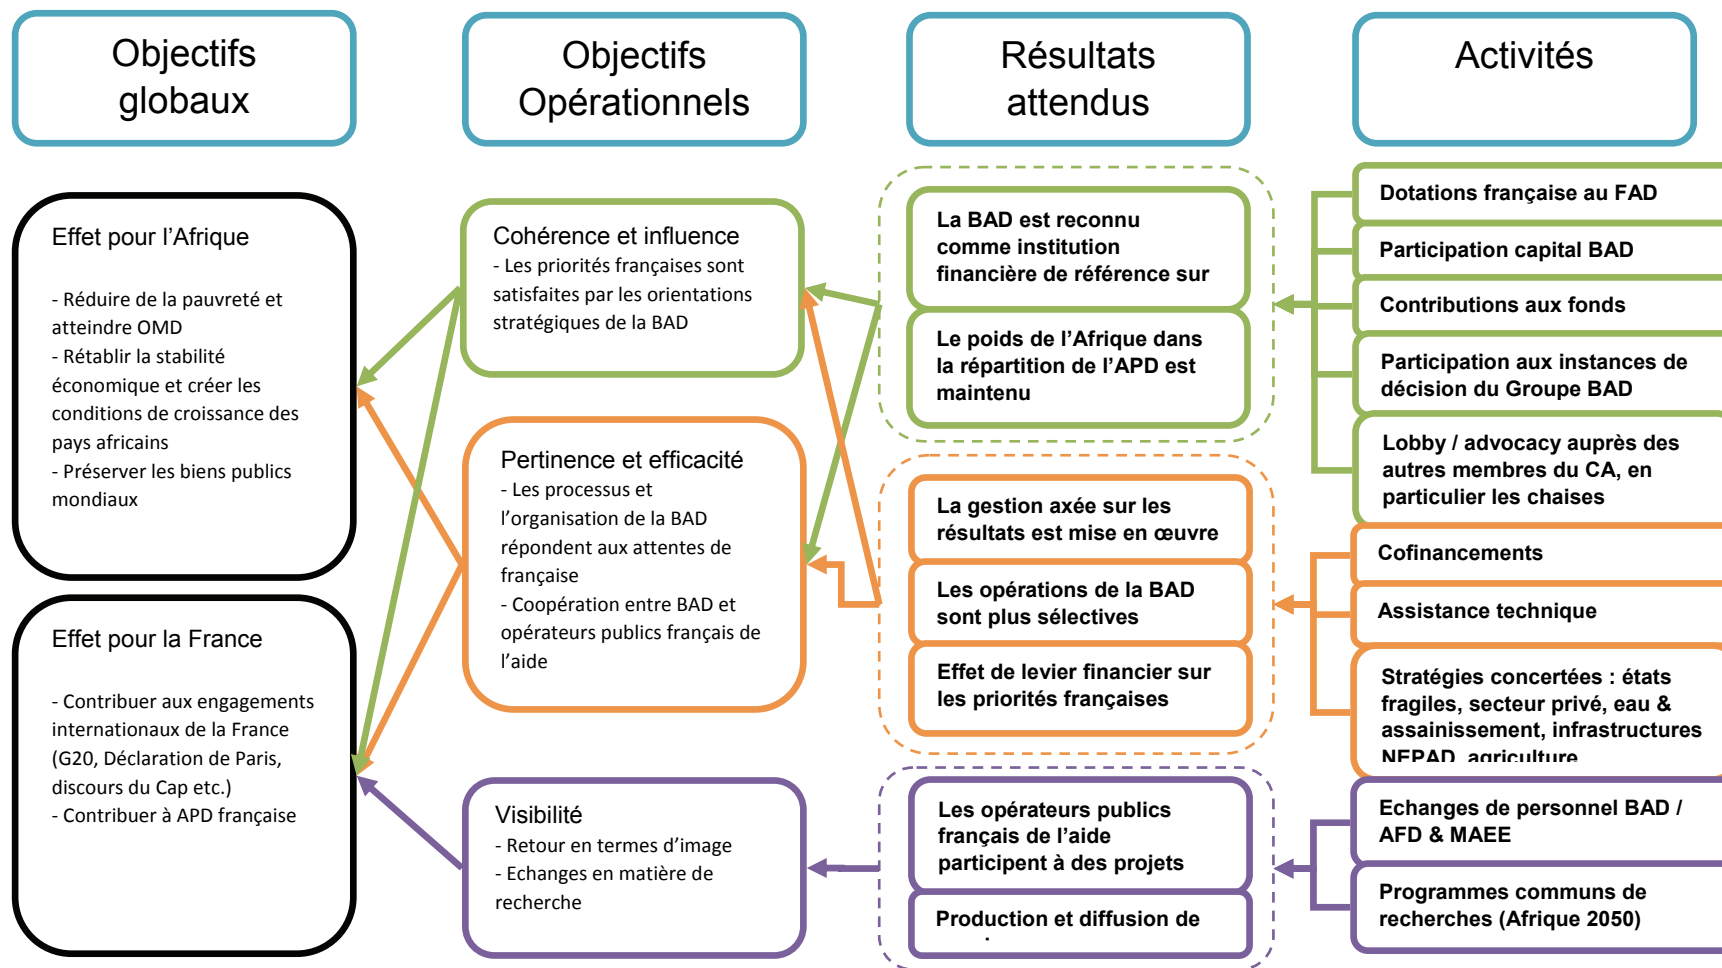 Objectifs
globaux
Objectifs
Opérationnels
Résultats
attendus
Activités
Effet pour l'Afrique
- Réduire de la pauvreté et
atteindre OMD
- Rétablir la stabilité
économique et créer les
conditions de croissance des
pays africains
- Préserver les biens publics
mondiaux
Effet pour la France
- Contribuer aux engagements
internationaux de la France
(G20, Déclaration de Paris,
discours du Cap etc.)
- Contribuer à APD française
Cohérence et influence
- Les priorités françaises sont
satisfaites par les orientations
stratégiques de la BAD
Pertinence et efficacité
- Les processus et
l'organisation de la BAD
répondent aux attentes de
française
- Coopération entre BAD et
opérateurs publics français de
l'aide
Visibilité
- Retour en termes d'image
- Echanges en matière de
recherche
La BAD est reconnu
comme institution
financière de référence sur
Le poids de l'Afrique dans
la répartition de l'APD est
maintenu
La gestion axée sur les
résultats est mise en œuvre
Les opérations de la BAD
sont plus sélectives
Effet de levier financier sur
les priorités françaises
Les opérateurs publics
français de l'aide
participent à des projets
Production et diffusion de
Dotations française au FAD
Participation capital BAD
Contributions aux fonds
Participation aux instances de
décision du Groupe BAD
Lobby / advocacy auprès des
autres membres du CA, en
particulier les chaises
Cofinancements
Assistance technique
Stratégies concertées : états
fragiles, secteur privé, eau &
assainissement, infrastructures
NEPAD, agriculture
Echanges de personnel BAD /
AFD & MAEE
Programmes communs de
recherches (Afrique 2050)